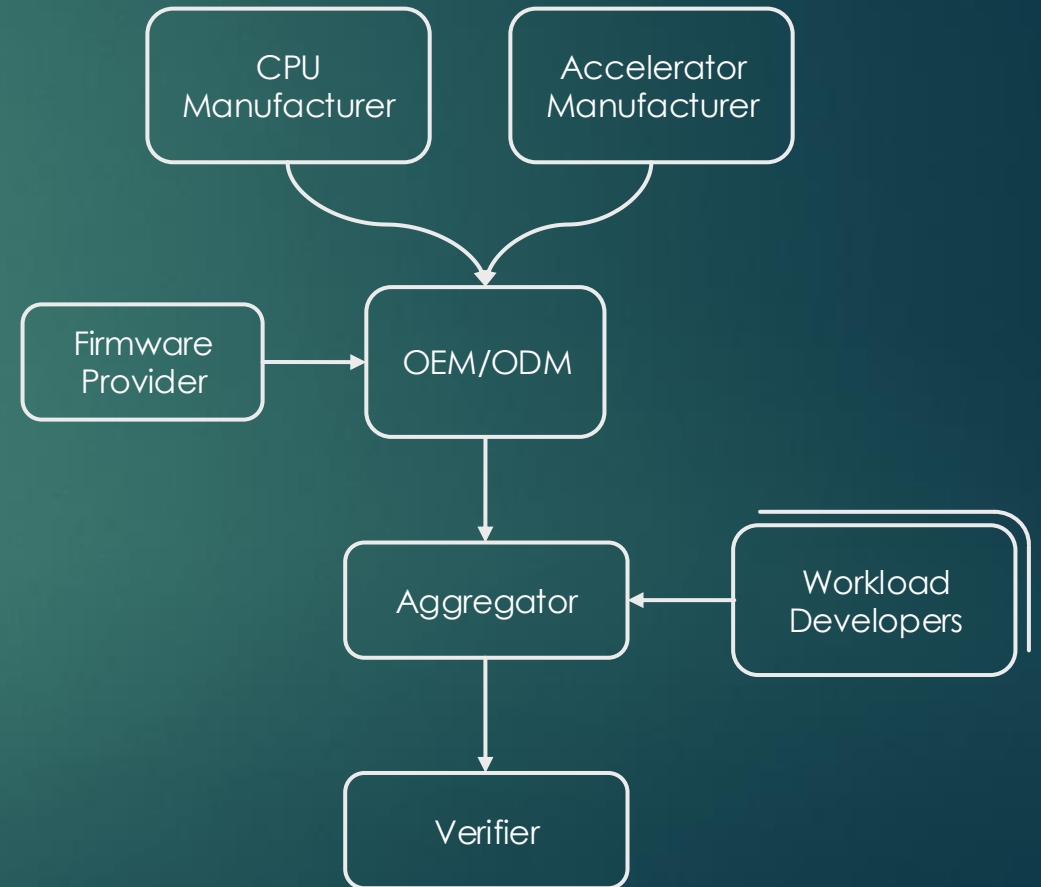 CPU
Manufacturer
Accelerator
Manufacturer
Firmware
Provider
OEM/ODM
Aggregator
Workload
Developers
Verifier